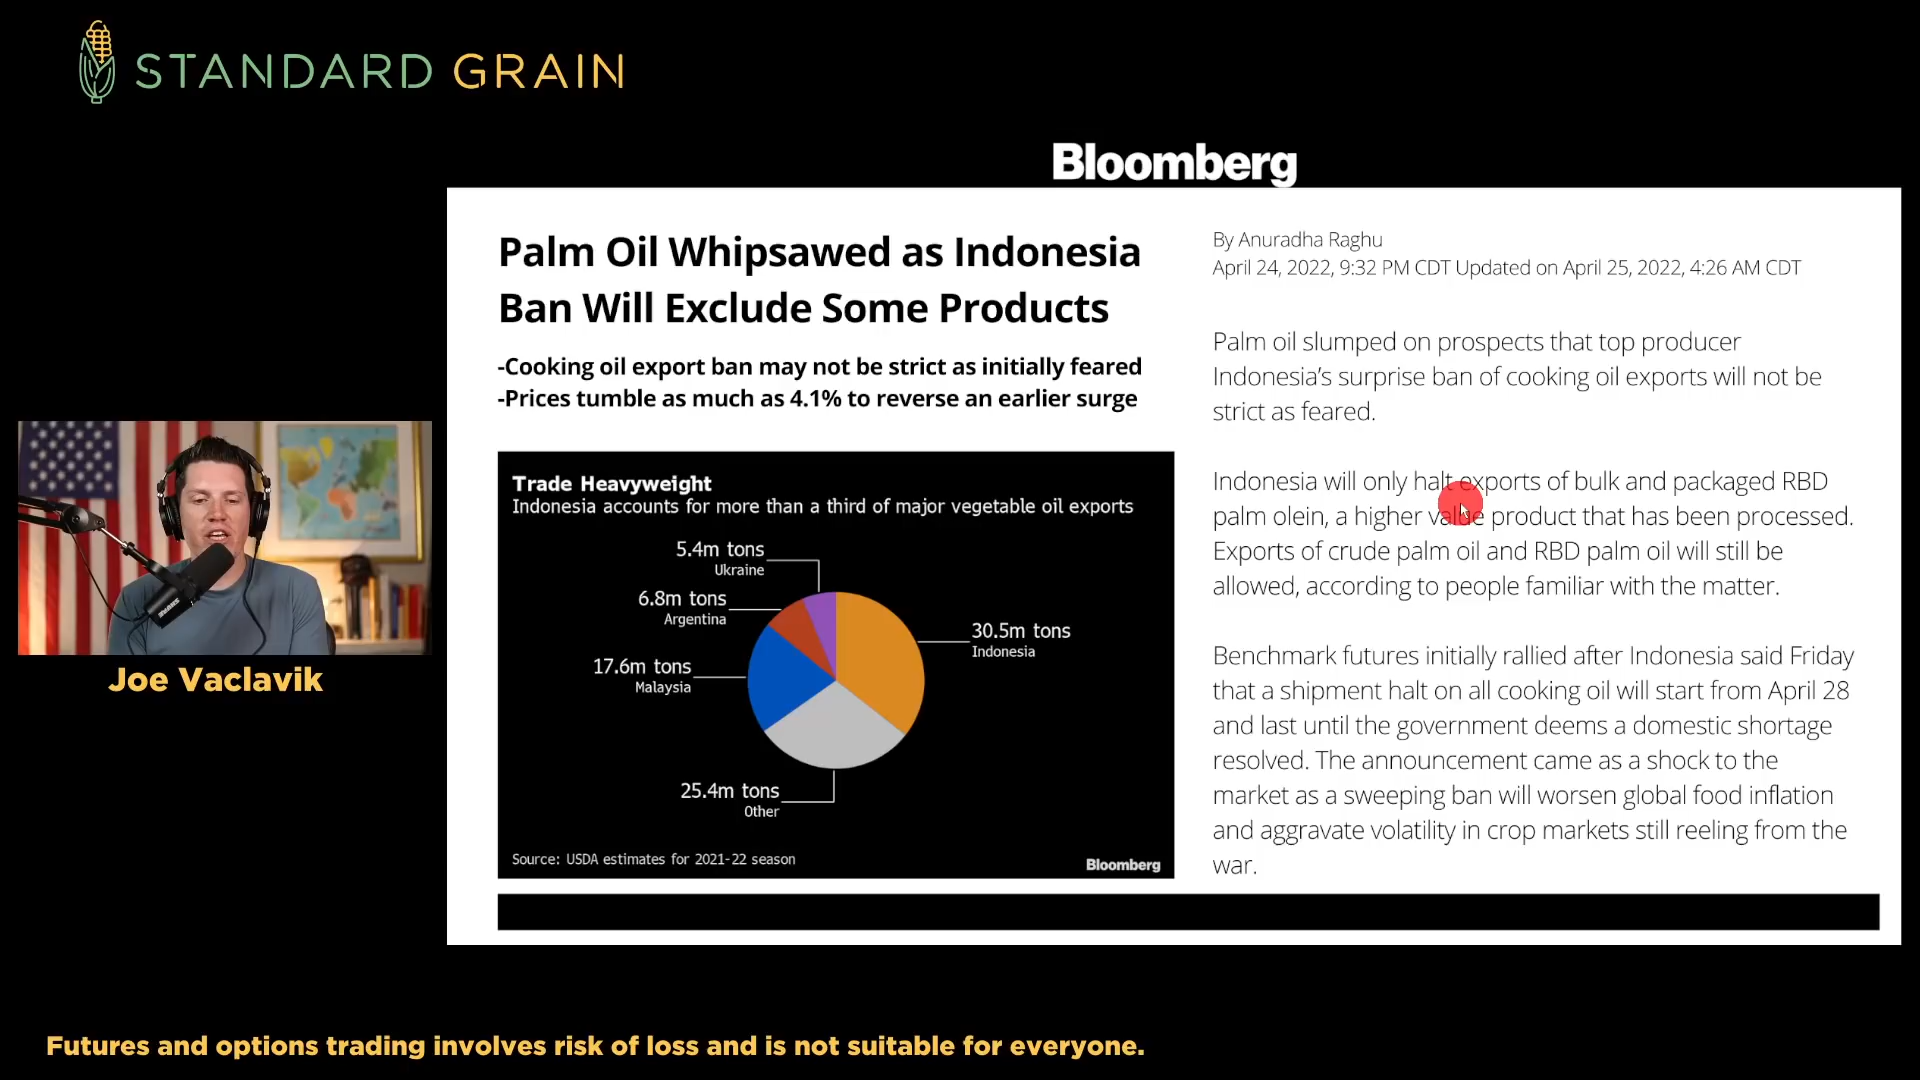 STANDARD GRAIN
Bloomberg
Palm Oil Whipsawed as Indonesia
Ban Will Exclude Some Products
-Cooking oil export ban may not be strict as initially feared
-Prices tumble as much as 4.1% to reverse an earlier surge
Trade Heavyweight
Indonesia accounts for more than a third of major vegetable oil exports
5.4m tons
Ukraine
6.8m tons
Argentina
30.5m tons
Indonesia
17.6m tons
Malaysia
25.4m tons
Other
Source: USDA estimates for 2021-22 season
Bloomberg
By Anuradha Raghu
April 24, 2022, 9:32 PM CDT Updated on April 25, 2022, 4:26 AM CDT
Palm oil slumped on prospects that top producer
Indonesia's surprise ban of cooking oil exports will not be
strict as feared.
Indonesia will only halt exports of bulk and packaged RBD
palm olein, a higher value product that has been processed.
Exports of crude palm oil and RBD palm oil will still be
allowed, according to people familiar with the matter.
Benchmark futures initially rallied after Indonesia said Friday
that a shipment halt on all cooking oil will start from April 28
and last until the government deems a domestic shortage
resolved. The announcement came as a shock to the
market as a sweeping ban will worsen global food inflation
and aggravate volatility in crop markets still reeling from the
war.
SHURE
Joe Vaclavik
Futures and options trading involves risk of loss and is not suitable for everyone.